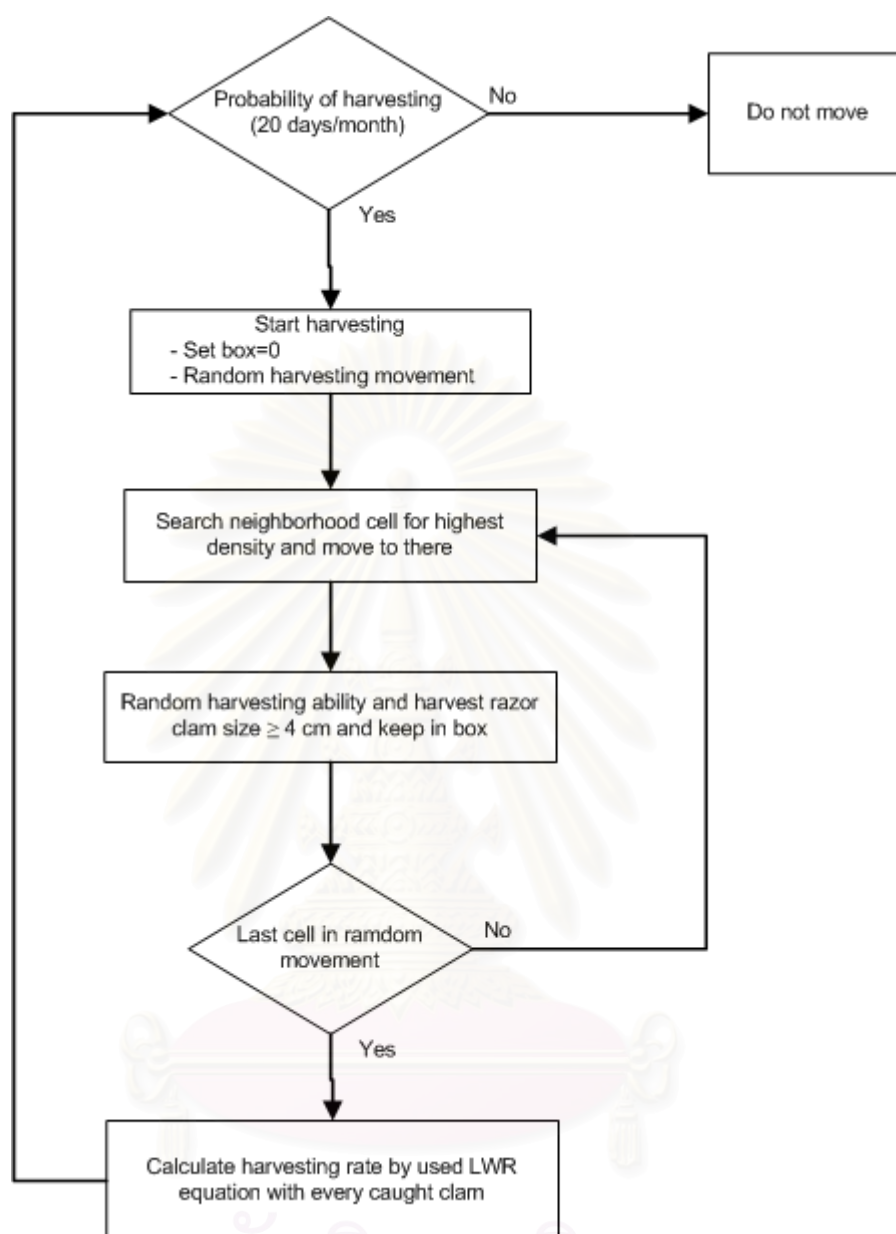 Probability of harvesting
(20 days/month)
No
Do not move
Yes
Start harvesting
- Set box=0
- Random harvesting movement
Search neighborhood cell for highest
density and move to there
Random harvesting ability and harvest razor
clam size ≥ 4 cm and keep in box
Last cell in ramdom
movement
No
Yes
Calculate harvesting rate by used LWR
equation with every caught clam